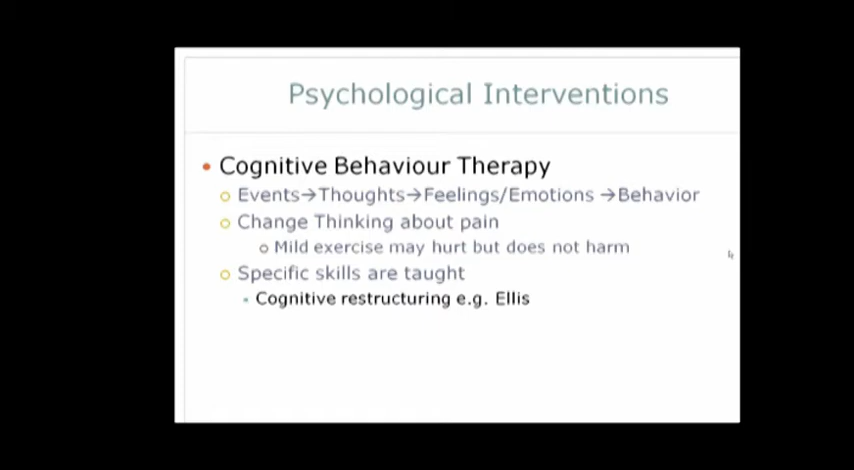 Psychological Interventions
• Cognitive Behaviour Therapy
o Events→Thoughts→Feelings/Emotions →Behavior
o Change Thinking about pain
o Mild exercise may hurt but does not harm
o Specific skills are taught
▪ Cognitive restructuring e.g. Ellis